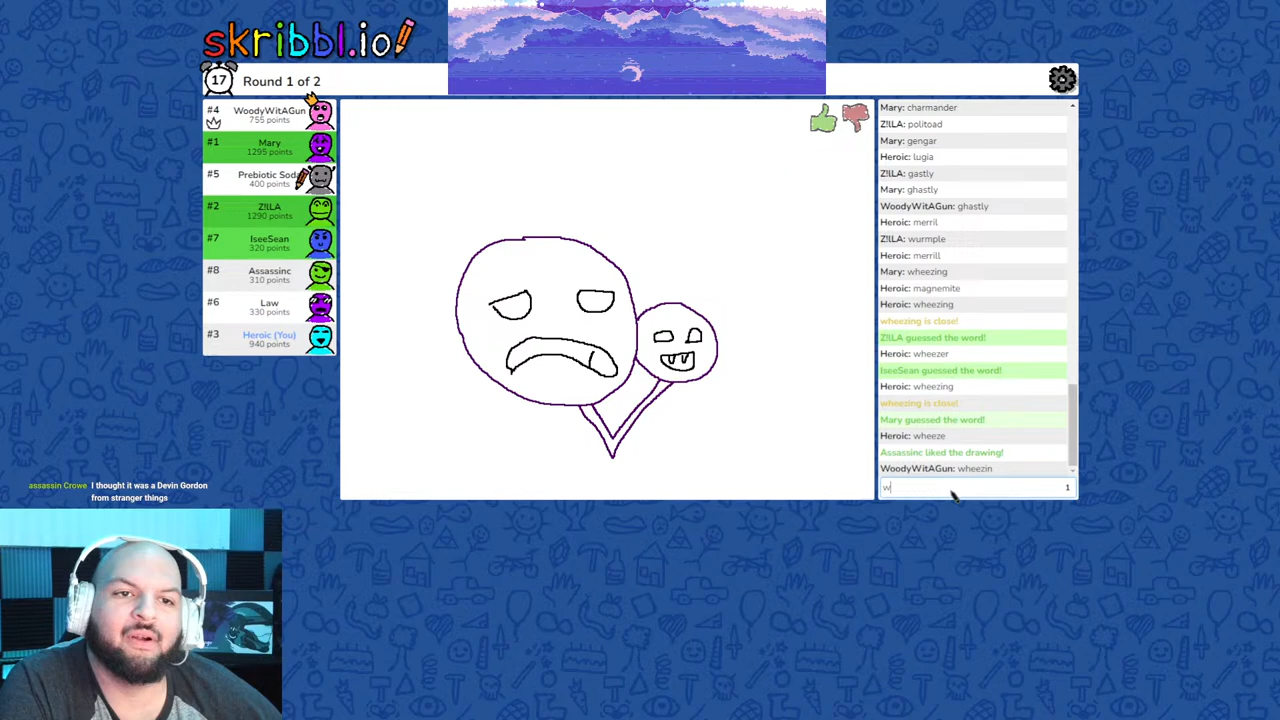 skribbl.io!
17
Round 1 of 2
#4
WoodyWitAGun
755 points
#1
Mary
1295 points
#5
Prebiotic Soda
400 points
#2
Z!lLA
1290 points
#7
IseeSean
320 points
#8
Assassinc
310 points
#6
Law
330 points
#3
Heroic (You)
940 points
Mary: charmander
Z!lLA: politoad
Mary: gengar
Heroic: lugia
Z!lLA: gastly
Mary: ghastly
WoodyWitAGun: ghastly
Heroic: merril
Z!lLA: wurmple
Heroic: merrill
Mary: wheezing
Heroic: magnemite
Heroic: wheezing
wheezing is close!
Z!lLA guessed the word!
Heroic: wheezer
IseeSean guessed the word!
Heroic: wheezing
wheezing is close!
Mary guessed the word!
Heroic: wheeze
Assassinc liked the drawing!
WoodyWitAGun: wheezin
w
1
assassin Crowe I thought it was a Devin Gordon
from stranger things